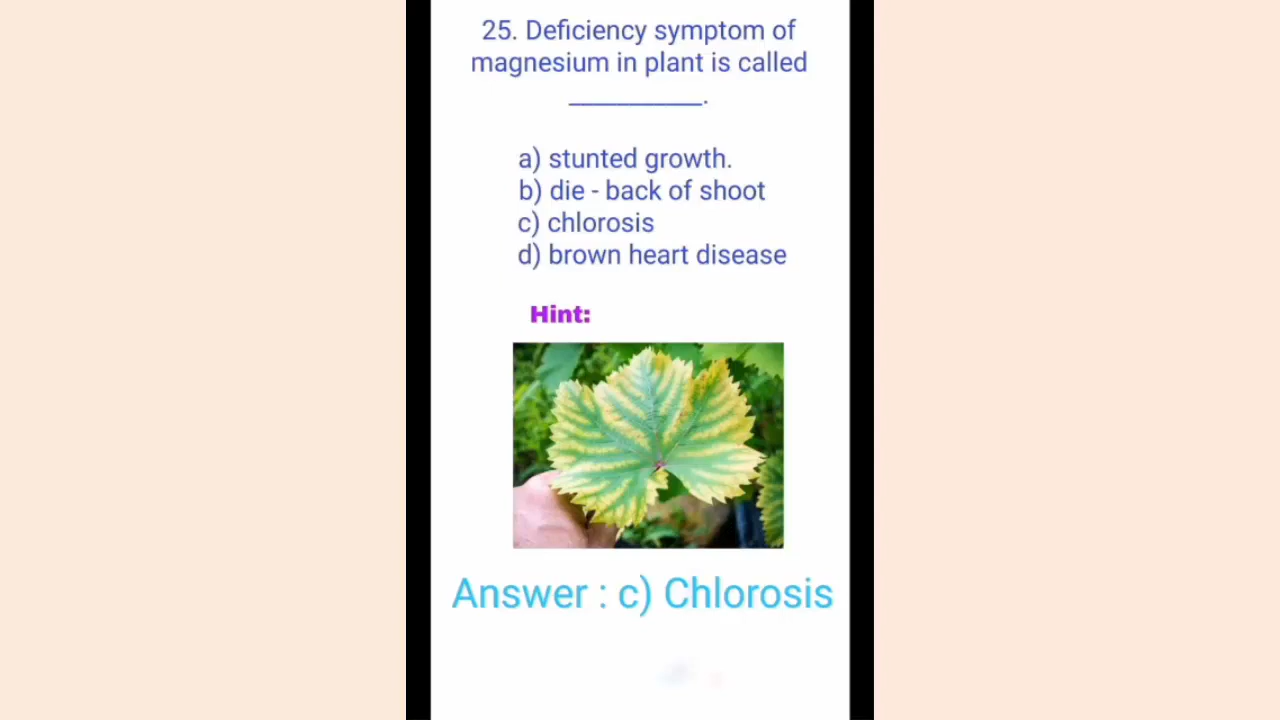 25. Deficiency symptom of
magnesium in plant is called
___________.
a) stunted growth.
b) die - back of shoot
c) chlorosis
d) brown heart disease
Hint:
Answer : c) Chlorosis